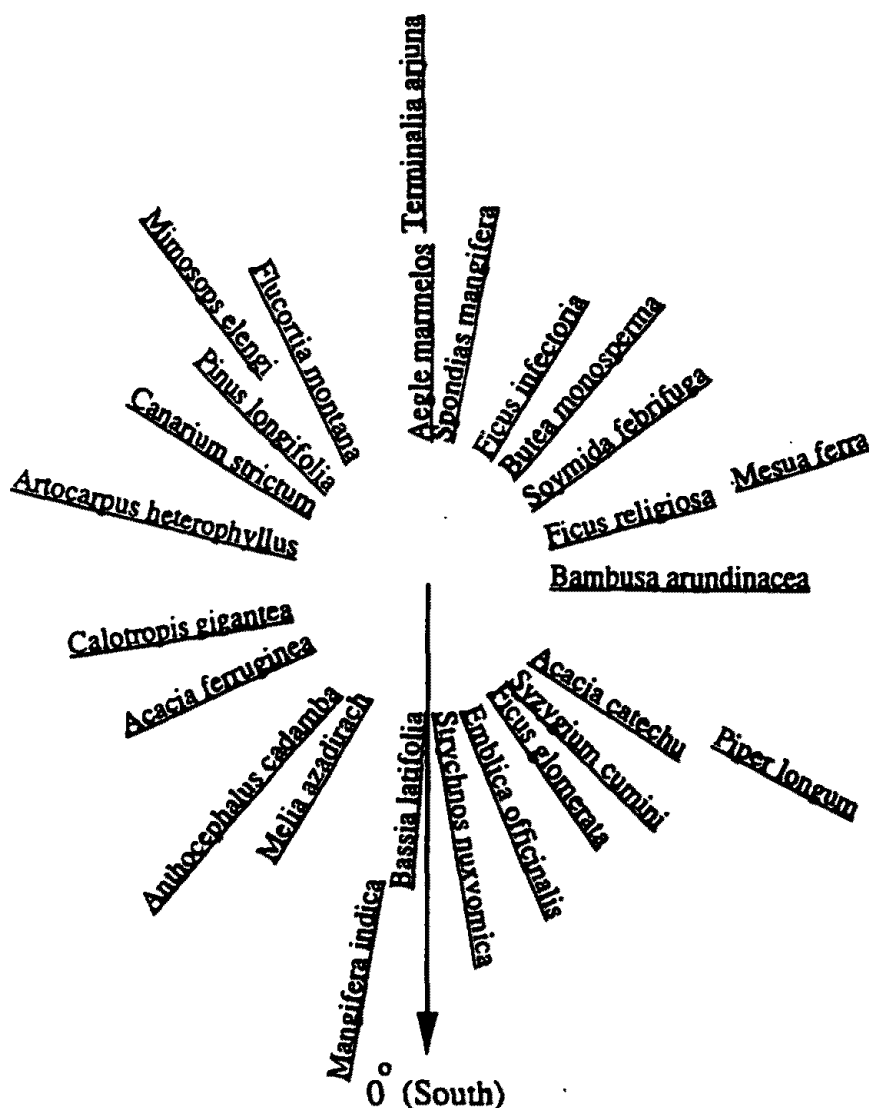 Terminalia arjuna
Aegle marmelos
Spondias mangifera
Ficus infectoria
Butea monosperma
Soymida febrifuga
Ficus religiosa
Mesua ferra
Bambusa arundinacea
Acacia catechu
Piper longum
Syzygium cumini
Ficus glomerata
Emblica officinalis
Strychnos nuxvomica
Bassia latifolia
Mangifera indica
Melia azadirach
Anthocephalus cadamba
Acacia ferruginea
Calotropis gigantea
Artocarpus heterophyllus
Canarium strictum
Pinus longifolia
Mimosops elengi
Flucortia montana
0° (South)